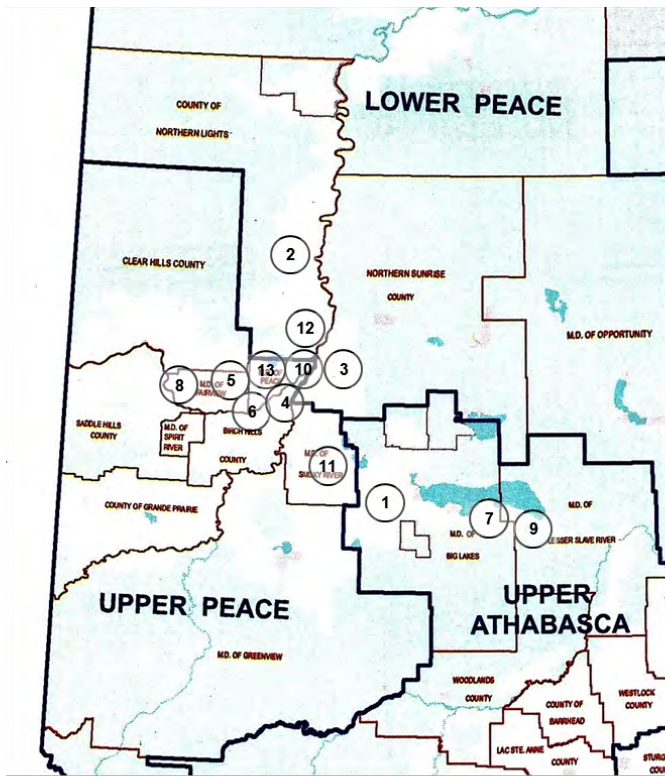 LOWER PEACE
COUNTY OF
NORTHERN LIGHTS
CLEAR HILLS COUNTY
2
NORTHERN SUNRISE
COUNTY
M.D. OF OPPORTUNITY
12
13
10
3
M.D. OF
PEACE
8
5
M.D. OF
FAIRVIEW
6
4
SADDLE HILLS
COUNTY
M.D. OF
SPIRIT
RIVER
BIRCH HILLS
COUNTY
M.D. OF
SMOKY RIVER
11
COUNTY OF GRANDE PRAIRIE
1
7
9
M.D. OF
BIG LAKES
M.D. OF
LESSER SLAVE RIVER
UPPER PEACE
UPPER
ATHABASCA
M.D. OF GREENVIEW
WOODLANDS
COUNTY
COUNTY OF
BARRHEAD
WESTLOCK
COUNTY
LAC STE. ANNE
COUNTY